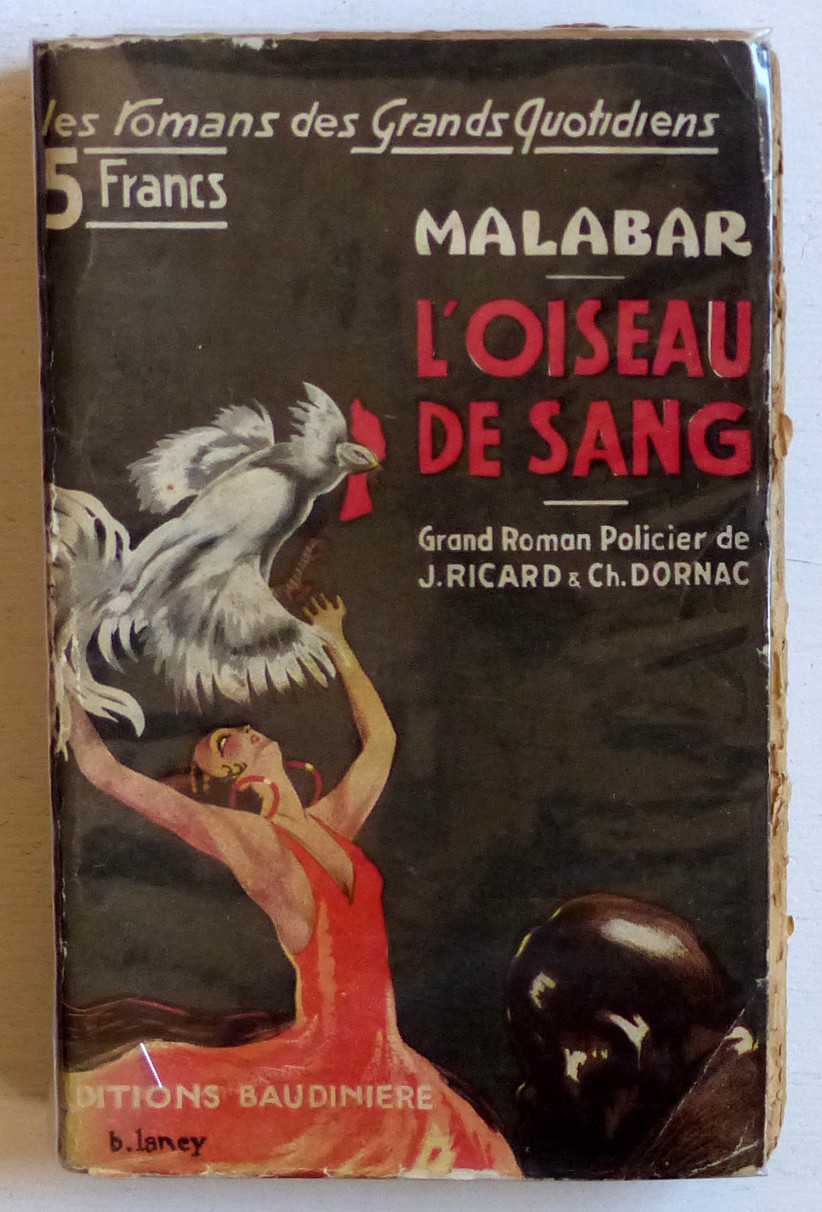 les romans des Grands Quotidiens
5 Francs
MALABAR
L'OISEAU
DE SANG
Grand Roman Policier de
J. RICARD & Ch. DORNAC
DITIONS BAUDINIERE
b. laney